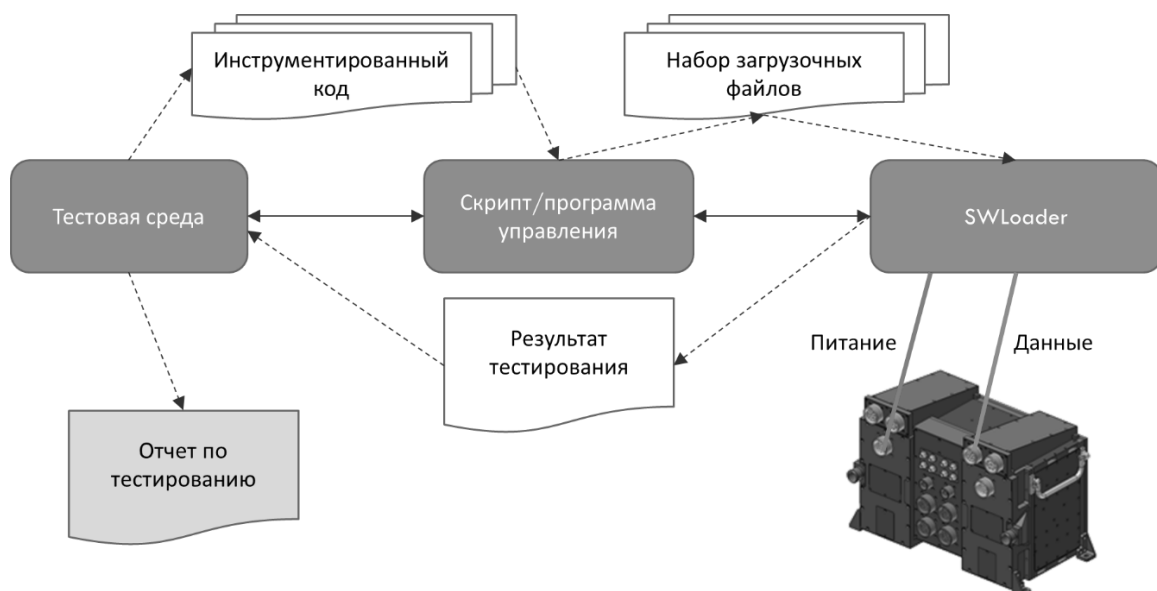 Инструментированный
код
Набор загрузочных
файлов
Тестовая среда
Скрипт/программа
управления
SWLoader
Результат
тестирования
Питание
Данные
Отчет по
тестированию